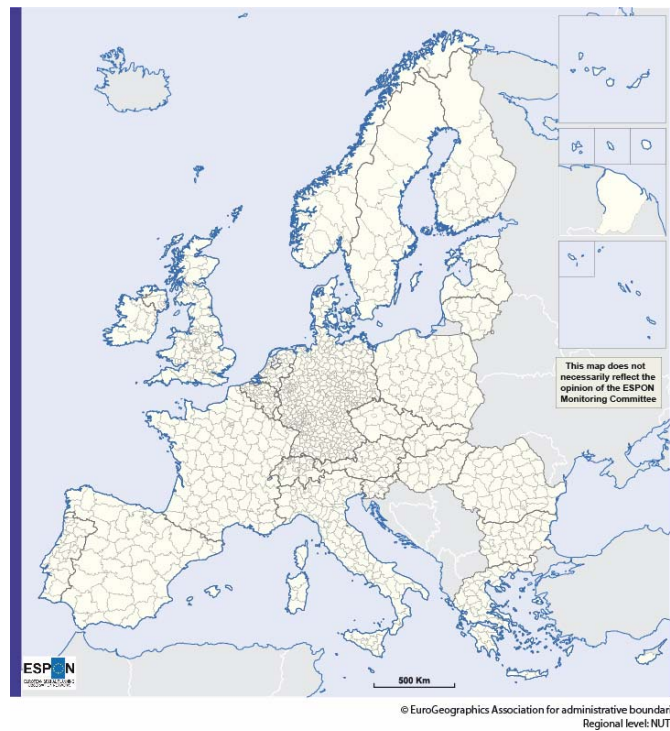 This map does not
necessarily reflect the
opinion of the ESPON
Monitoring Committee
ESPON
500 Km
© EuroGeographics Association for administrative boundari
Regional level: NUT